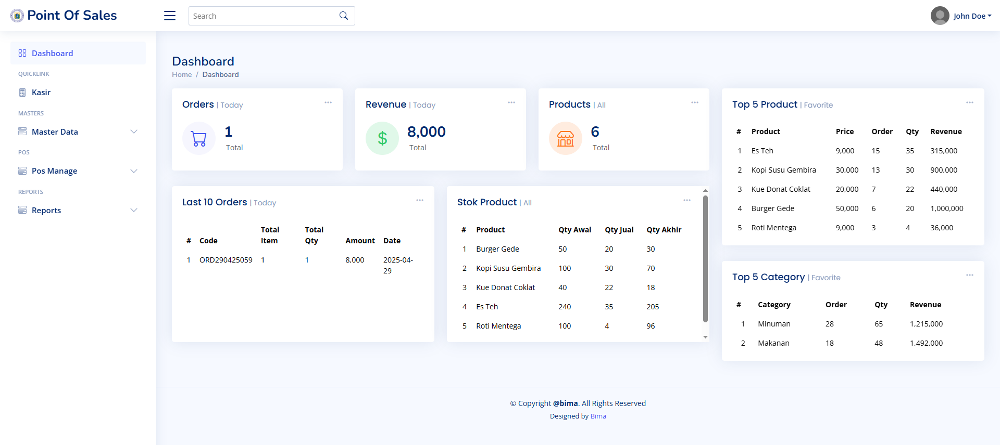 Point Of Sales
Search
John Doe
Dashboard
QUICKLINK
Kasir
MASTERS
Master Data
POS
Pos Manage
REPORTS
Reports
Dashboard
Home / Dashboard
Orders | Today
1
Total
Revenue | Today
$
8,000
Total
Products | All
6
Total
Last 10 Orders | Today
# Code Total Item Total Qty Amount Date
1 ORD290425059 1 1 8,000 2025-04-
29
Stok Product | All
# Product Qty Awal Qty Jual Qty Akhir
1 Burger Gede 50 20 30
2 Kopi Susu Gembira 100 30 70
3 Kue Donat Coklat 40 22 18
4 Es Teh 240 35 205
5 Roti Mentega 100 4 96
Top 5 Product | Favorite
# Product Price Order Qty Revenue
1 Es Teh 9,000 15 35 315,000
2 Kopi Susu Gembira 30,000 13 30 900,000
3 Kue Donat Coklat 20,000 7 22 440,000
4 Burger Gede 50,000 6 20 1,000,000
5 Roti Mentega 9,000 3 4 36,000
Top 5 Category | Favorite
# Category Order Qty Revenue
1 Minuman 28 65 1,215,000
2 Makanan 18 48 1,492,000
© Copyright @bima. All Rights Reserved
Designed by Bima